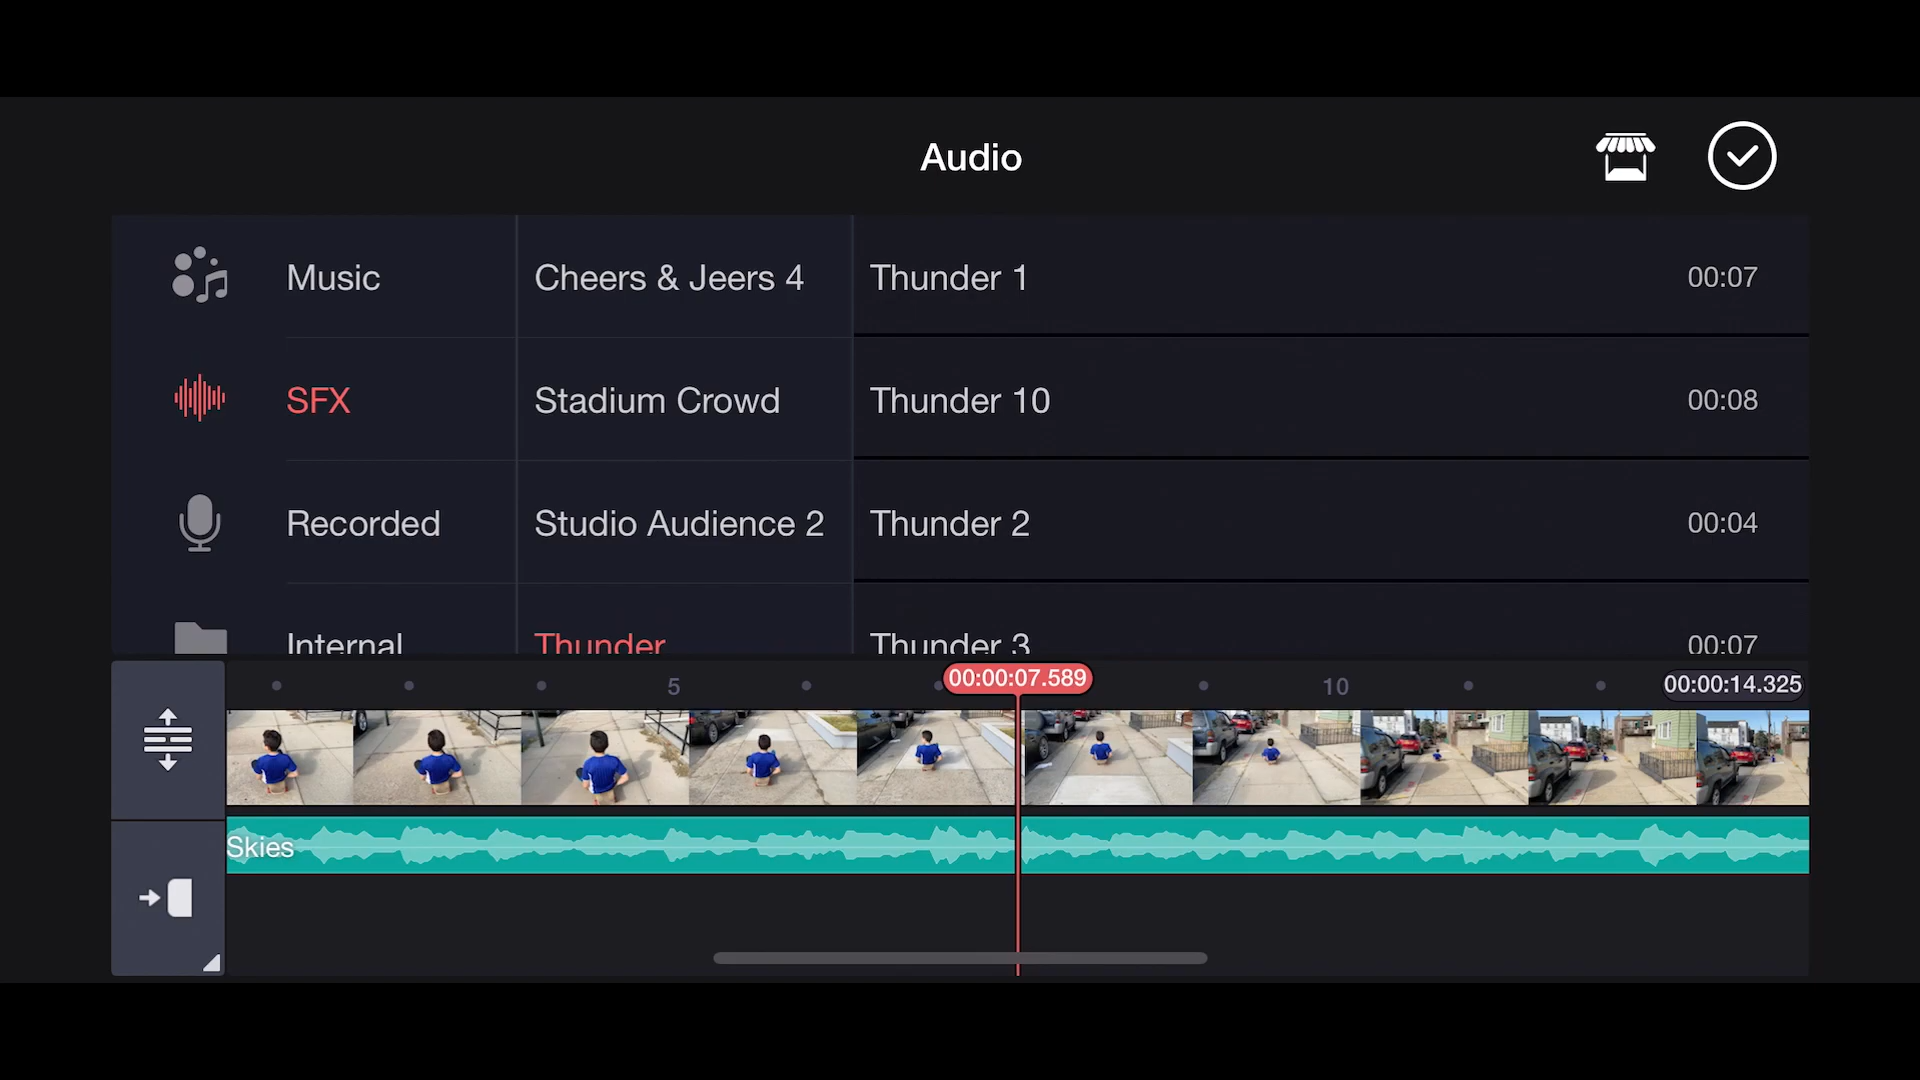 Audio
Music
Cheers & Jeers 4
Thunder 1
00:07
SFX
Stadium Crowd
Thunder 10
00:08
Recorded
Studio Audience 2
Thunder 2
00:04
Internal
Thunder
Thunder 3
00:07
5
00:00:07.589
10
00:00:14.325
Skies